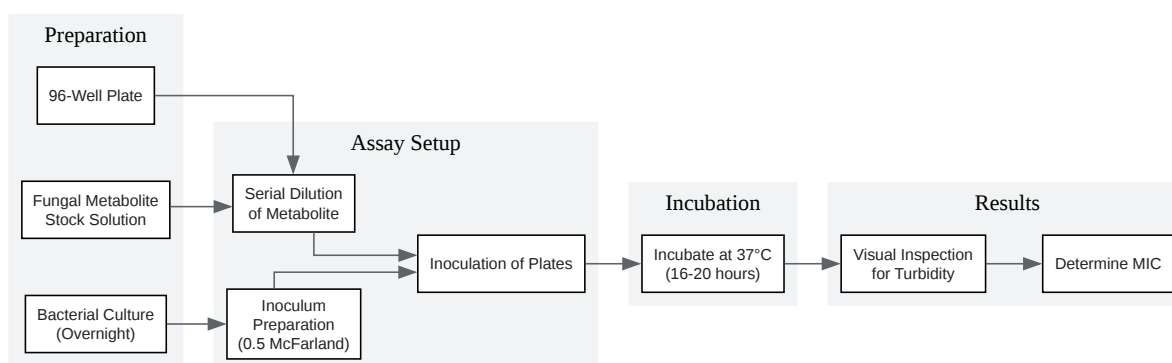 Preparation
96-Well Plate
Fungal Metabolite
Stock Solution
Bacterial Culture
(Overnight)
Assay Setup
Serial Dilution
of Metabolite
Inoculum
Preparation
(0.5 McFarland)
Inoculation of Plates
Incubation
Incubate at 37°C
(16-20 hours)
Results
Visual Inspection
for Turbidity
Determine MIC